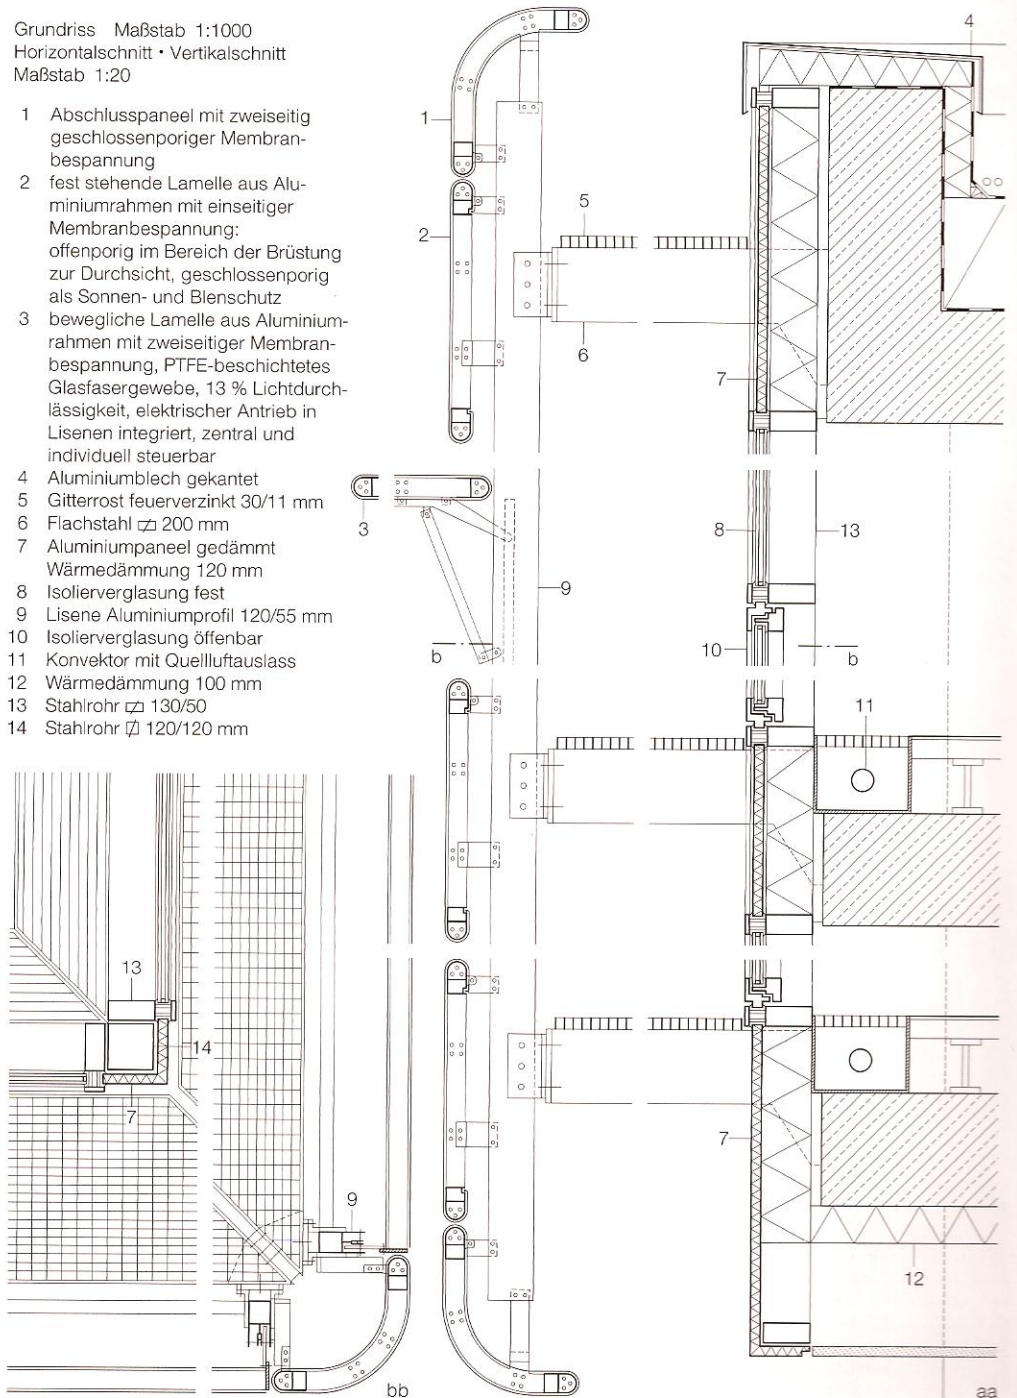 Grundriss Maßstab 1:1000
Horizontalschnitt • Vertikalschnitt
Maßstab 1:20
1 Abschlusspaneel mit zweiseitig
geschlossenporiger Membran-
bespannung
2 fest stehende Lamelle aus Alu-
miniumrahmen mit einseitiger
Membranbespannung:
offenporig im Bereich der Brüstung
zur Durchsicht, geschlossenporig
als Sonnen- und Blenschutz
3 bewegliche Lamelle aus Aluminium-
rahmen mit zweiseitiger Membran-
bespannung, PTFE-beschichtetes
Glasfasergewebe, 13 % Lichtdurch-
lässigkeit, elektrischer Antrieb in
Lisenen integriert, zentral und
individuell steuerbar
4 Aluminiumblech gekantet
5 Gitterrost feuerverzinkt 30/11 mm
6 Flachstahl 200 mm
7 Aluminiumpaneel gedämmt
Wärmedämmung 120 mm
8 Isolierverglasung fest
9 Lisene Aluminiumprofil 120/55 mm
10 Isolierverglasung öffenbar
11 Konvektor mit Quellluftauslass
12 Wärmedämmung 100 mm
13 Stahlrohr 130/50
14 Stahlrohr 120/120 mm
4
1
5
2
6
7
3
8
13
9
b
10
b
11
13
14
7
7
9
12
bb
aa